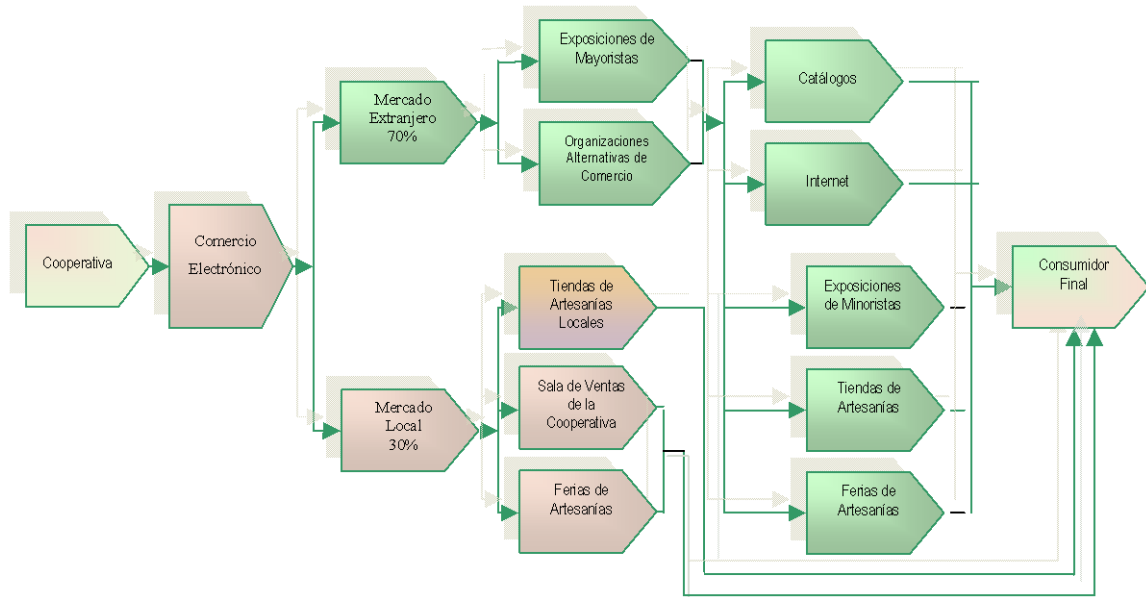 Cooperativa
Comercio
Electrónico
Mercado
Extranjero
70%
Mercado
Local
30%
Exposiciones de
Mayoristas
Organizaciones
Alternativas de
Comercio
Tiendas de
Artesanías
Locales
Sala de Ventas
de la
Cooperativa
Ferias de
Artesanías
Catálogos
Internet
Exposiciones
de Minoristas
Tiendas de
Artesanías
Ferias de
Artesanías
Consumidor
Final